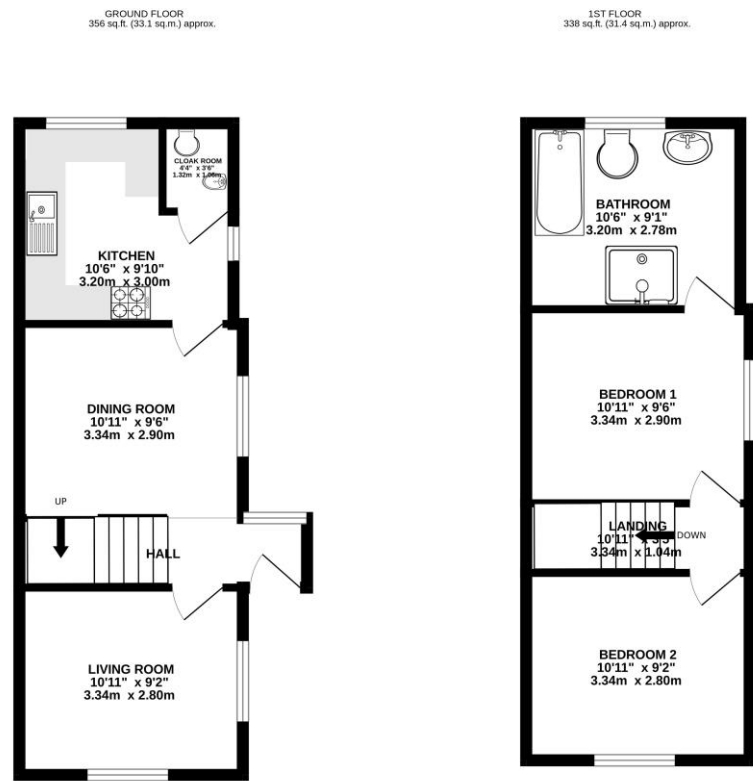 GROUND FLOOR
356 sq.ft. (33.1 sq.m.) approx.
CLOAK ROOM
4'4" x 3'6"
1.32m x 1.06m
KITCHEN
10'6" x 9'10"
3.20m x 3.00m
DINING ROOM
10'11" x 9'6"
3.34m x 2.90m
UP
HALL
LIVING ROOM
10'11" x 9'2"
3.34m x 2.80m
1ST FLOOR
338 sq.ft. (31.4 sq.m.) approx.
BATHROOM
10'6" x 9'1"
3.20m x 2.78m
BEDROOM 1
10'11" x 9'6"
3.34m x 2.90m
LANDING
10'11" x 3'5"
3.34m x 1.04m
DOWN
BEDROOM 2
10'11" x 9'2"
3.34m x 2.80m